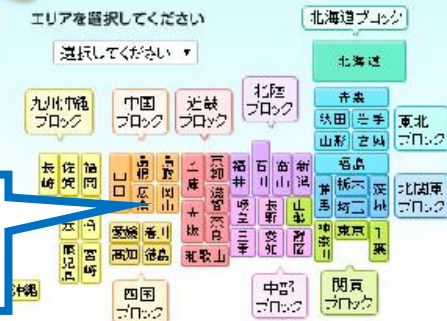 エリアを選択してください
選択してください ▼
北海道ブロック
北海道
九州沖縄
ブロック
中国
ブロック
近畿
ブロック
北陸
ブロック
青森
秋田 岩手
山形 宮城
東北
ブロック
福島
長崎 佐賀 福岡
山口 島根 鳥取
広島 岡山
兵庫 京都 滋賀
大阪 奈良
和歌山
福井 石川 富山 新潟
岐阜 長野 山梨
三重 愛知 静岡
群馬 栃木 茨城
埼玉
北関東
ブロック
神奈川 東京 千葉
愛媛 香川
高知 徳島
鹿児島 宮崎
沖縄
四国
ブロック
中部
ブロック
関東
ブロック